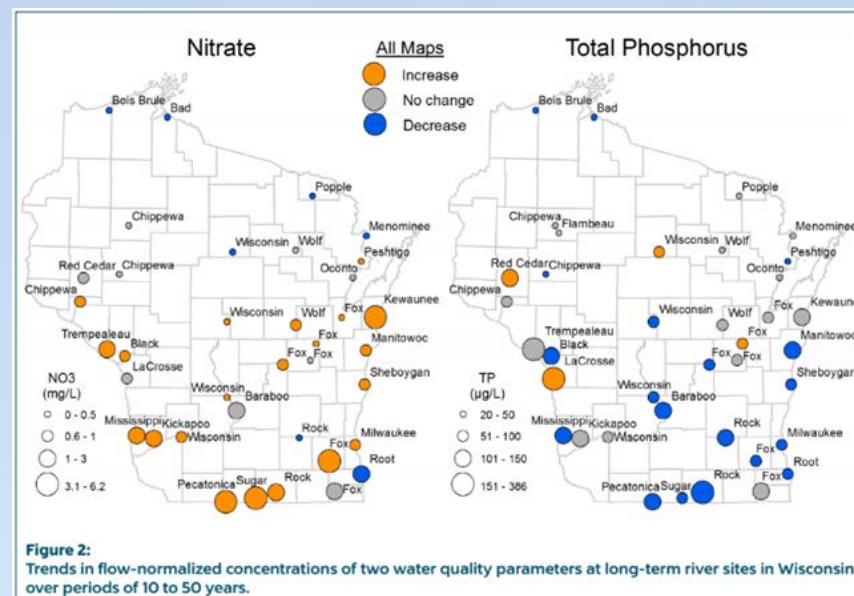 Nitrate
All Maps
Increase
No change
Decrease
Total Phosphorus
Bois Brule
Bad
Popple
Menominee
Chippewa
Wisconsin
Wolf
Peshtigo
Oconto
Red Cedar
Chippewa
Chippewa
Kewaunee
Fox
Wisconsin
Wolf
Fox
Manitowoc
Trempealeau
Black
Fox
Fox
LaCrosse
Sheboygan
NO3
(mg/L)
0 - 0.5
0.6 - 1
1 - 3
3.1 - 6.2
Wisconsin
Baraboo
Mississippi
Kickapoo
Wisconsin
Rock
Milwaukee
Fox
Root
Pecatonica
Sugar
Rock
Fox
Bois Brule
Bad
Popple
Chippewa
Flambeau
Menominee
Wisconsin
Wolf
Peshtigo
Oconto
Red Cedar
Chippewa
Chippewa
Fox
Kewaunee
Wisconsin
Wolf
Fox
Manitowoc
Trempealeau
Black
Fox
Fox
LaCrosse
Sheboygan
TP
(µg/L)
20 - 50
51 - 100
101 - 150
151 - 386
Wisconsin
Baraboo
Mississippi
Kickapoo
Wisconsin
Rock
Milwaukee
Fox
Root
Pecatonica
Sugar
Rock
Fox
Figure 2:
Trends in flow-normalized concentrations of two water quality parameters at long-term river sites in Wisconsin
over periods of 10 to 50 years.